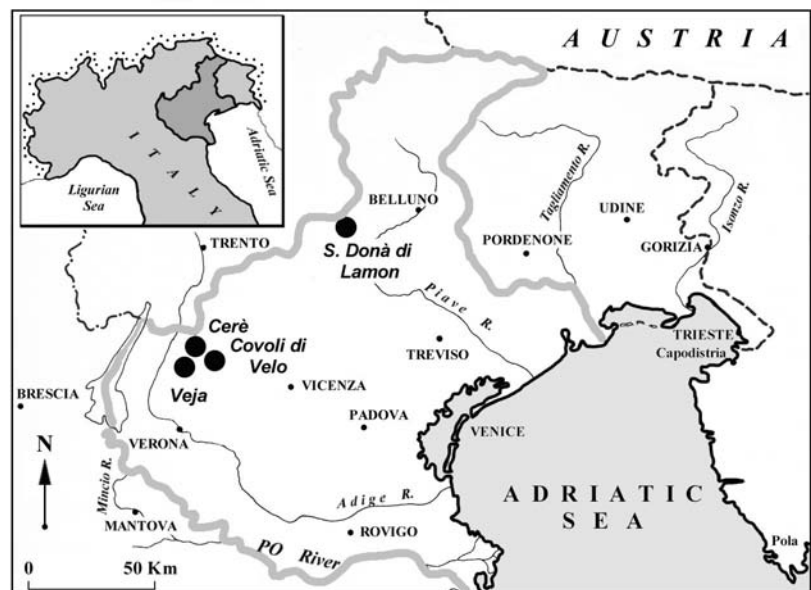 AUSTRIA
ITALY
Ligurian
Sea
Adriatic Sea
BELLUNO
Tagliamento R.
UDINE
Isonzo R.
TRENTO
S. Donà di
Lamon
PORDENONE
GORIZIA
Piave R.
Cerè
Covoli di
Velo
Veja
TREVISO
TRIESTE
Capodistria
BRESCIA
VICENZA
PADOVA
VENICE
N
VERONA
Mincio R.
Adige R.
ADRIATIC
SEA
MANTOVA
ROVIGO
PO River
Pola
0 50 Km